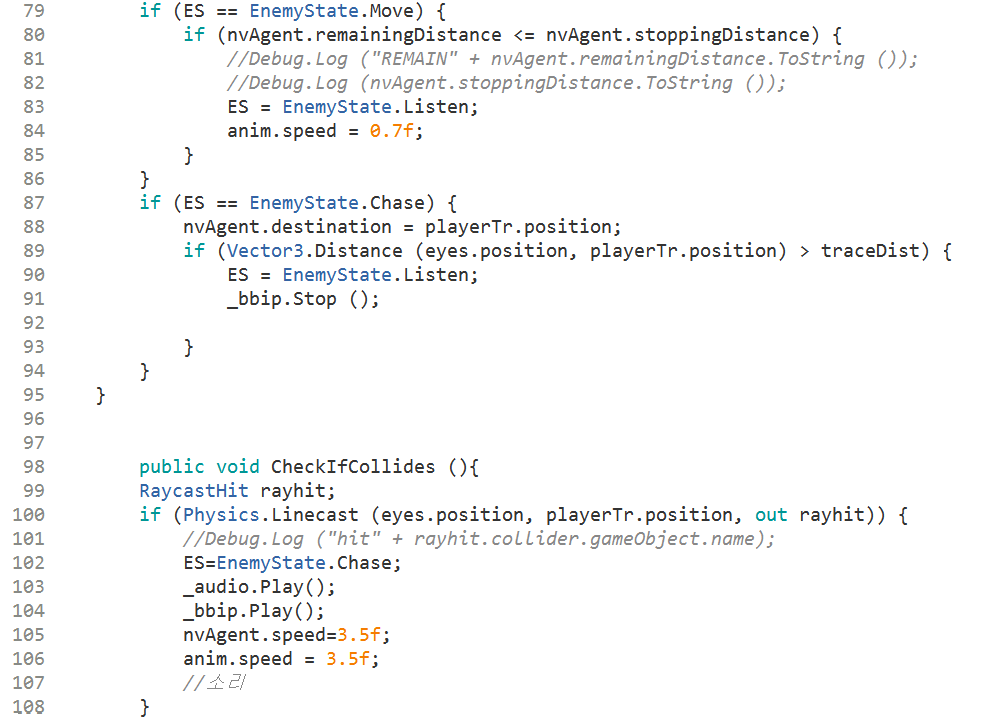 79 if (ES == EnemyState.Move) {
80 if (nvAgent.remainingDistance <= nvAgent.stoppingDistance) {
81 //Debug.Log ("REMAIN" + nvAgent.remainingDistance.ToString ());
82 //Debug.Log (nvAgent.stoppingDistance.ToString ());
83 ES = EnemyState.Listen;
84 anim.speed = 0.7f;
85 }
86 }
87 if (ES == EnemyState.Chase) {
88 nvAgent.destination = playerTr.position;
89 if (Vector3.Distance (eyes.position, playerTr.position) > traceDist) {
90 ES = EnemyState.Listen;
91 _bbip.Stop ();
92
93 }
94 }
95 }
96
97
98 public void CheckIfCollides (){
99 RaycastHit rayhit;
100 if (Physics.Linecast (eyes.position, playerTr.position, out rayhit)) {
101 //Debug.Log ("hit" + rayhit.collider.gameObject.name);
102 ES=EnemyState.Chase;
103 _audio.Play();
104 _bbip.Play();
105 nvAgent.speed=3.5f;
106 anim.speed = 3.5f;
107 //소리
108 }